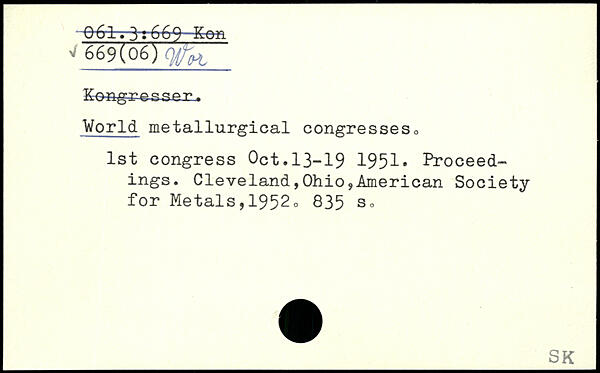 061.3:669 Kon
✓ 669(06) Wor
Kongresser.
World metallurgical congresses.
1st congress Oct.13-19 1951. Proceed-
ings. Cleveland,Ohio,American Society
for Metals,1952. 835 s.
SK